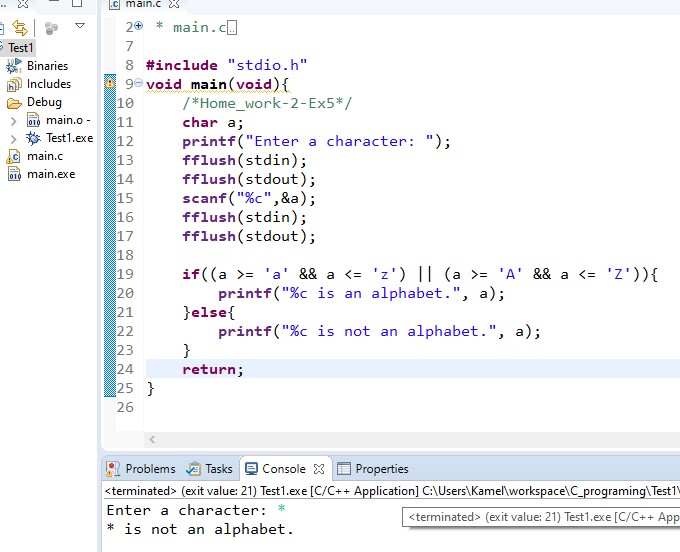 main.c
Test1
Binaries
Includes
Debug
main.o -
Test1.exe
main.c
main.exe
2 * main.c
7
8 #include "stdio.h"
9 void main(void){
10 /*Home_work-2-Ex5*/
11 char a;
12 printf("Enter a character: ");
13 fflush(stdin);
14 fflush(stdout);
15 scanf("%c",&a);
16 fflush(stdin);
17 fflush(stdout);
18
19 if((a >= 'a' && a <= 'z') || (a >= 'A' && a <= 'Z')){
20 printf("%c is an alphabet.", a);
21 }else{
22 printf("%c is not an alphabet.", a);
23 }
24 return;
25 }
26
Problems Tasks Console Properties
<terminated> (exit value: 21) Test1.exe [C/C++ Application] C:\Users\Kamel\workspace\C_programing\Test1\
Enter a character: *
* is not an alphabet.
<terminated> (exit value: 21) Test1.exe [C/C++ App